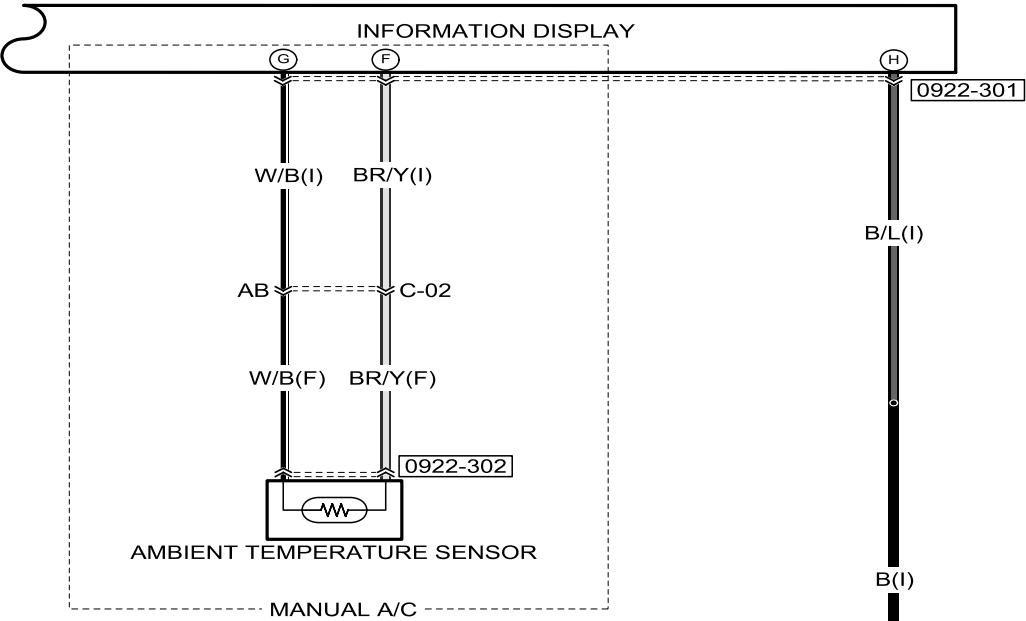 INFORMATION DISPLAY
G F H
0922-301
W/B(I) BR/Y(I)
B/L(I)
AB C-02
W/B(F) BR/Y(F)
0922-302
AMBIENT TEMPERATURE SENSOR
B(I)
MANUAL A/C